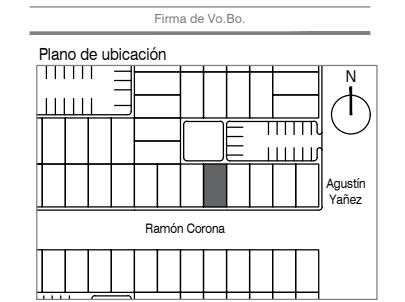 Firma de Vo.Bo.
Plano de ubicación
N
Agustín
Yañez
Ramón Corona